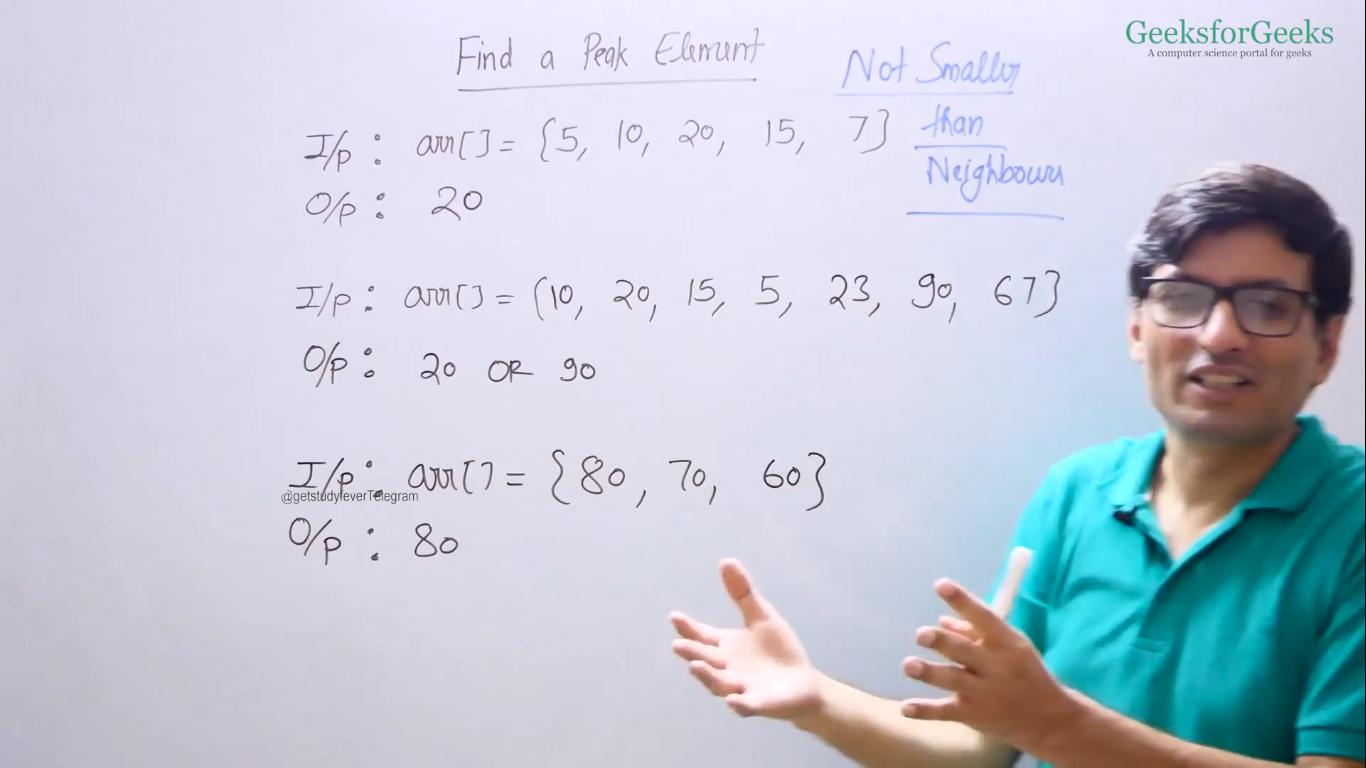 GeeksforGeeks
A computer science portal for geeks
Find a Peak Element
Not Smaller
than
Neighbours
I/p : arr[] = {5, 10, 20, 15, 7}
O/p : 20
I/p : arr[] = {10, 20, 15, 5, 23, 90, 67}
O/p : 20 OR 90
I/p : arr[] = {80, 70, 60}
@getstudyfeverTelegram
O/p : 80